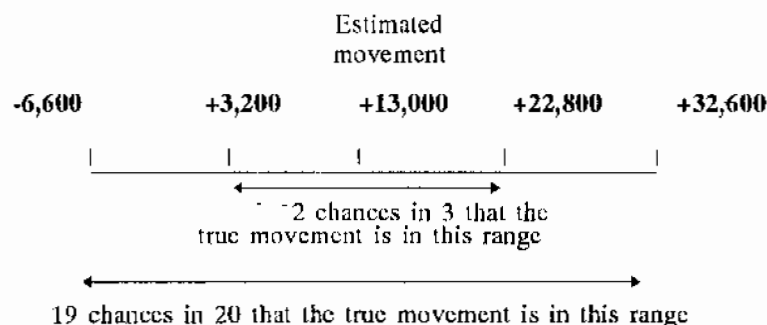 Estimated
movement
-6,600 +3,200 +13,000 +22,800 +32,600
2 chances in 3 that the
true movement is in this range
19 chances in 20 that the true movement is in this range